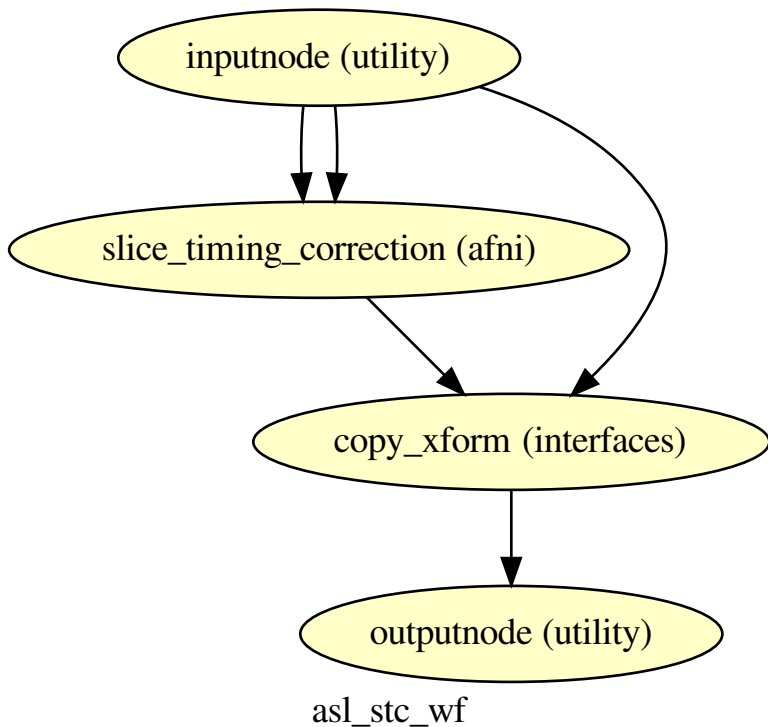 inputnode (utility)
slice_timing_correction (afni)
copy_xform (interfaces)
outputnode (utility)
asl_stc_wf